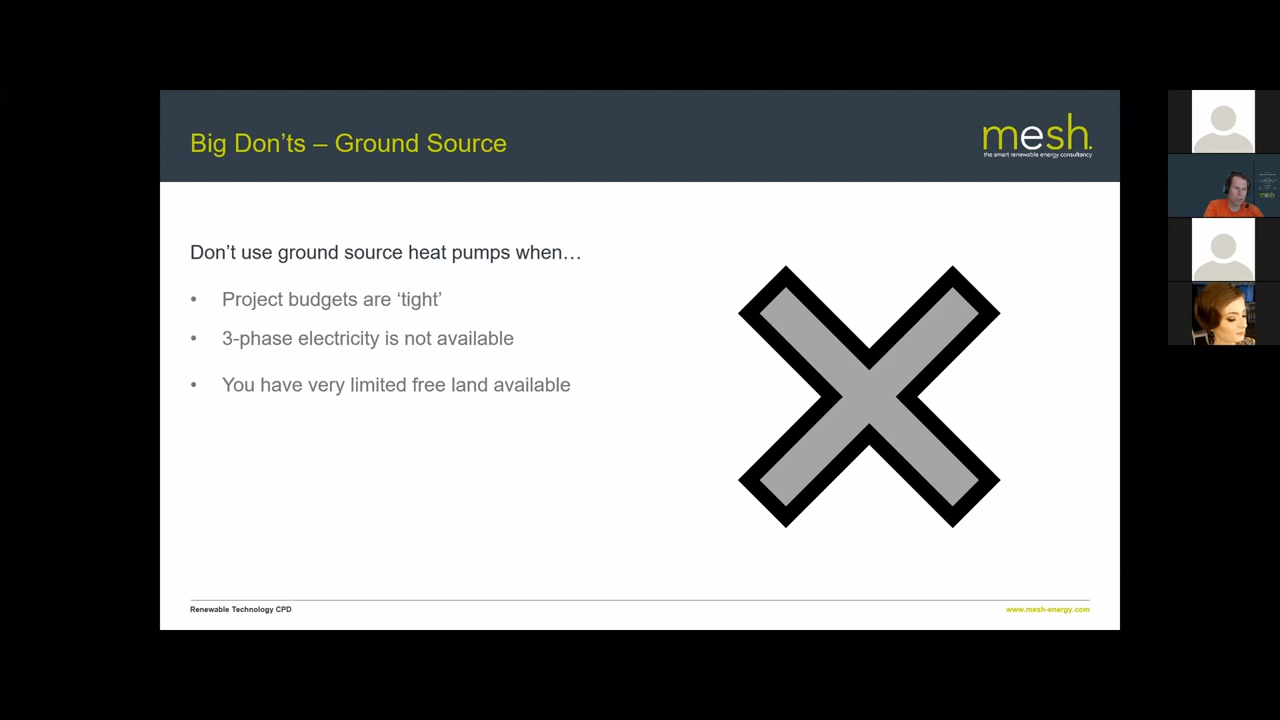 Big Don'ts – Ground Source
mesh.
the smart renewable energy consultancy
Don't use ground source heat pumps when…
• Project budgets are 'tight'
• 3-phase electricity is not available
• You have very limited free land available
Renewable Technology CPD
www.mesh-energy.com
mesh